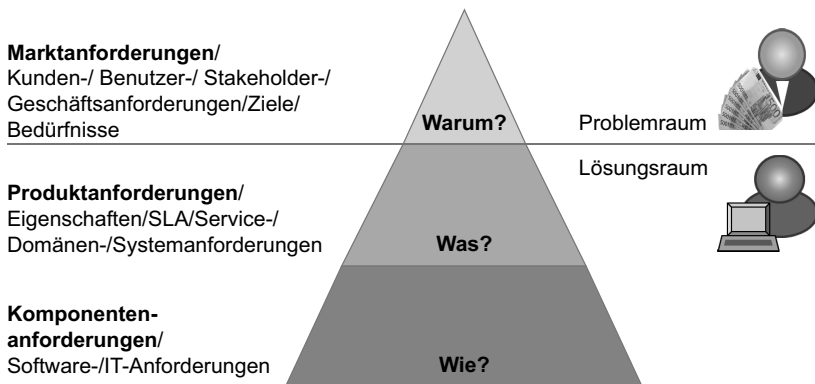 Marktanforderungen/
Kunden-/ Benutzer-/ Stakeholder-/
Geschäftsanforderungen/Ziele/
Bedürfnisse
Warum?
Problemraum
Lösungsraum
Produktanforderungen/
Eigenschaften/SLA/Service-/
Domänen-/Systemanforderungen
Was?
Komponenten-
anforderungen/
Software-/IT-Anforderungen
Wie?